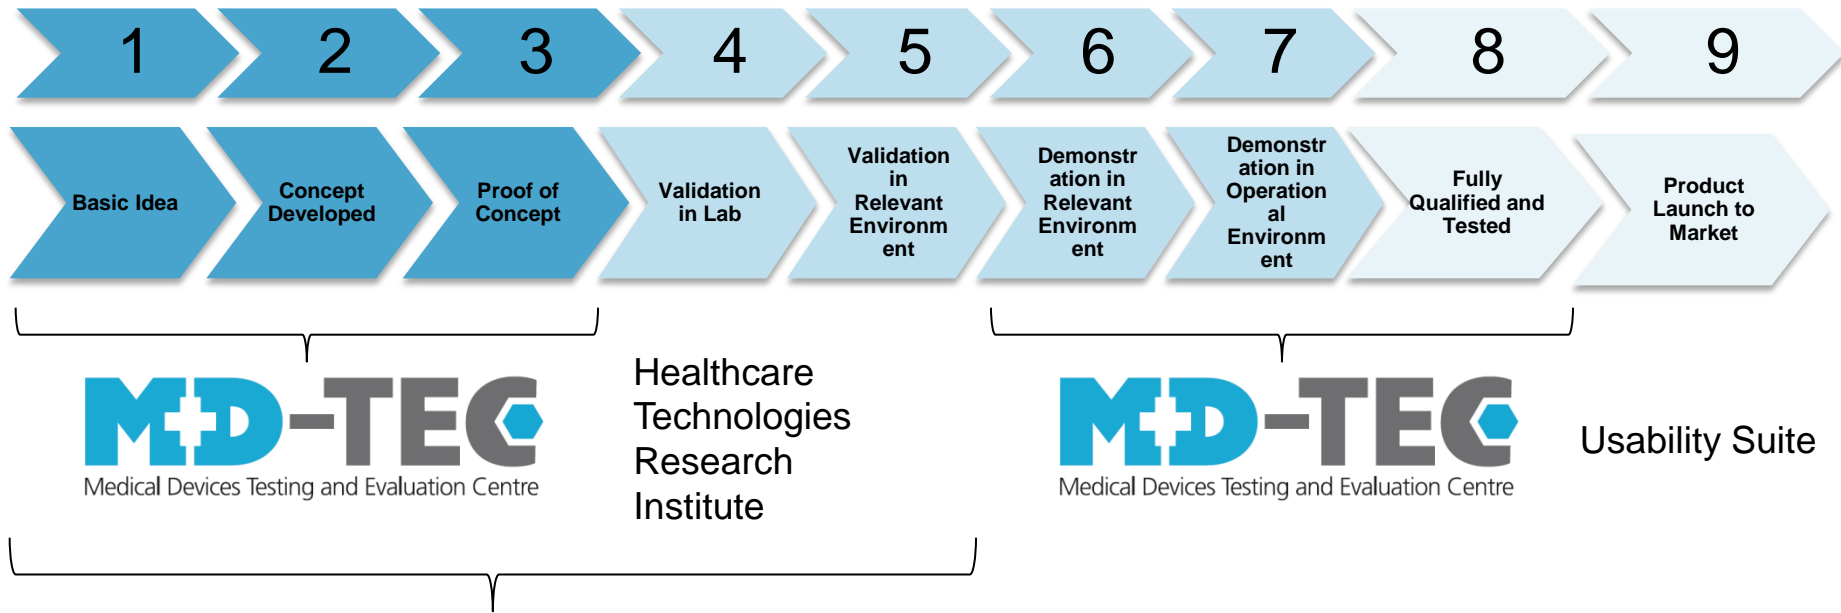 1
2
3
4
5
6
7
8
9
Basic Idea
Concept
Developed
Proof of
Concept
Validation
in Lab
Validation
in
Relevant
Environm
ent
Demonstr
ation in
Relevant
Environm
ent
Demonstr
ation in
Operation
al
Environm
ent
Fully
Qualified and
Tested
Product
Launch to
Market
MD-TEC
Medical Devices Testing and Evaluation Centre
Healthcare
Technologies
Research
Institute
MD-TEC
Medical Devices Testing and Evaluation Centre
Usability Suite